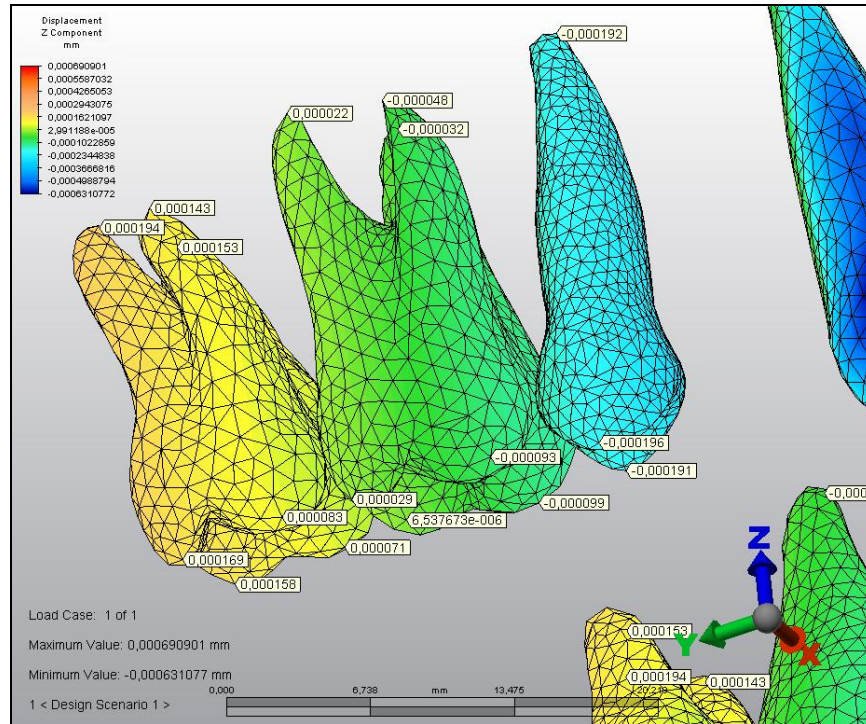 Displacement
Z Component
mm
0,000690901
0,0005587032
0,0004265053
0,0002943075
0,0001621097
2,991188e-005
-0,0001022859
-0,0002344838
-0,0003666816
-0,0004988794
-0,0006310772
-0,000192
0,000022
-0,000048
-0,000032
0,000143
0,000194
0,000153
-0,000196
-0,000191
-0,000093
-0,000099
0,000029
0,000083
6,537673e-006
0,000071
0,000169
0,000158
Z
Y
X
0,000153
0,000194
0,000143
Load Case: 1 of 1
Maximum Value: 0,000690901 mm
Minimum Value: -0,000631077 mm
0,000
6,738
mm
13,475
1 < Design Scenario 1 >